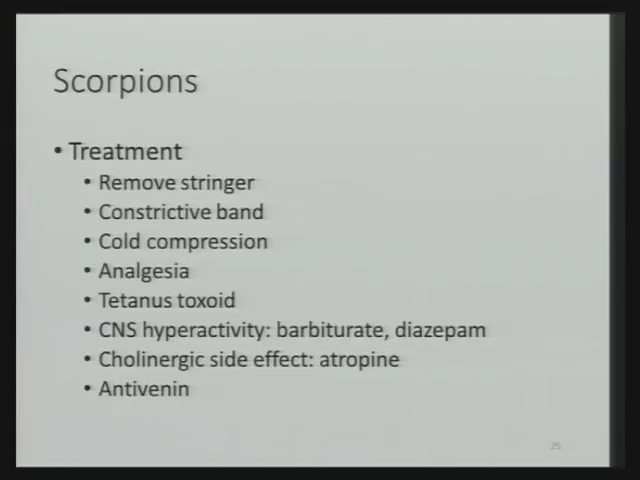 Scorpions
• Treatment
• Remove stringer
• Constrictive band
• Cold compression
• Analgesia
• Tetanus toxoid
• CNS hyperactivity: barbiturate, diazepam
• Cholinergic side effect: atropine
• Antivenin
25